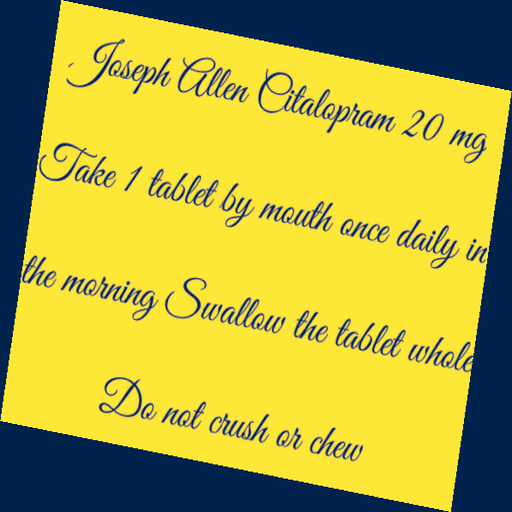 Joseph Allen Citalopram 20 mg
Take 1 tablet by mouth once daily in
the morning Swallow the tablet whole
Do not crush or chew